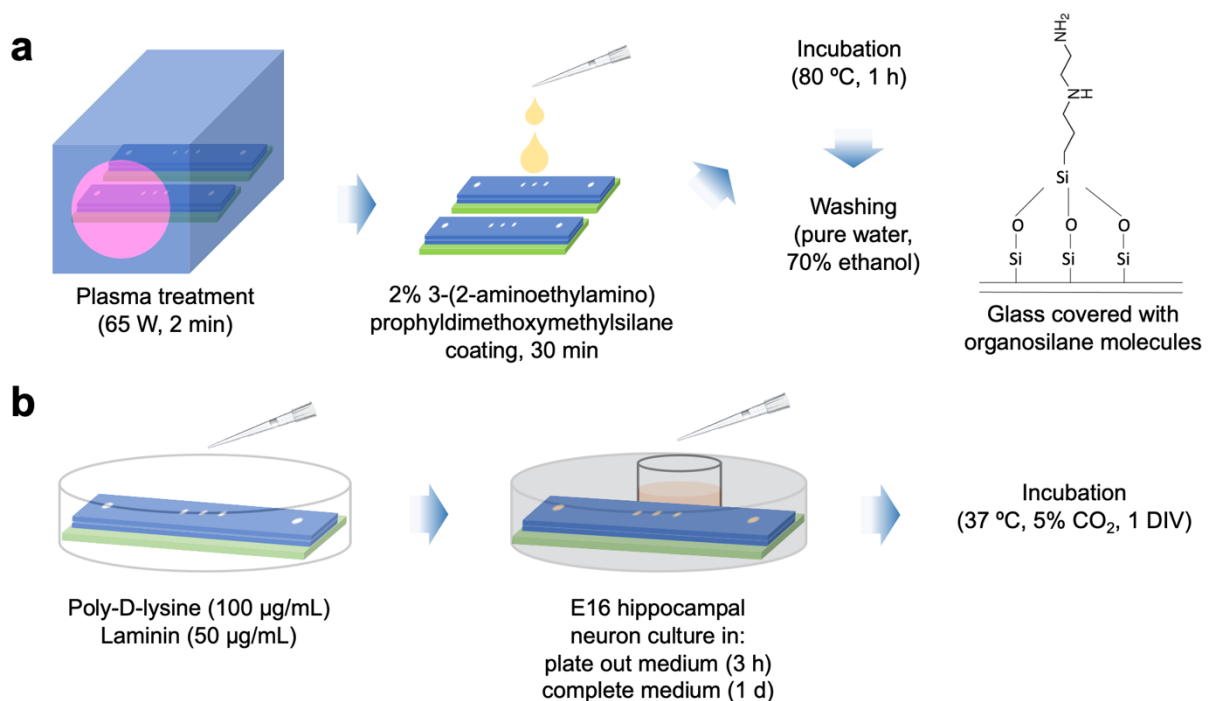 a
Plasma treatment
(65 W, 2 min)
2% 3-(2-aminoethylamino)
prophyldimethoxymethylsilane
coating, 30 min
Incubation
(80 ºC, 1 h)
Washing
(pure water,
70% ethanol)
NH₂
N
H
Si
O
O
O
Si
Si
Si
Glass covered with
organosilane molecules
b
Poly-D-lysine (100 µg/mL)
Laminin (50 µg/mL)
E16 hippocampal
neuron culture in:
plate out medium (3 h)
complete medium (1 d)
Incubation
(37 ºC, 5% CO₂, 1 DIV)